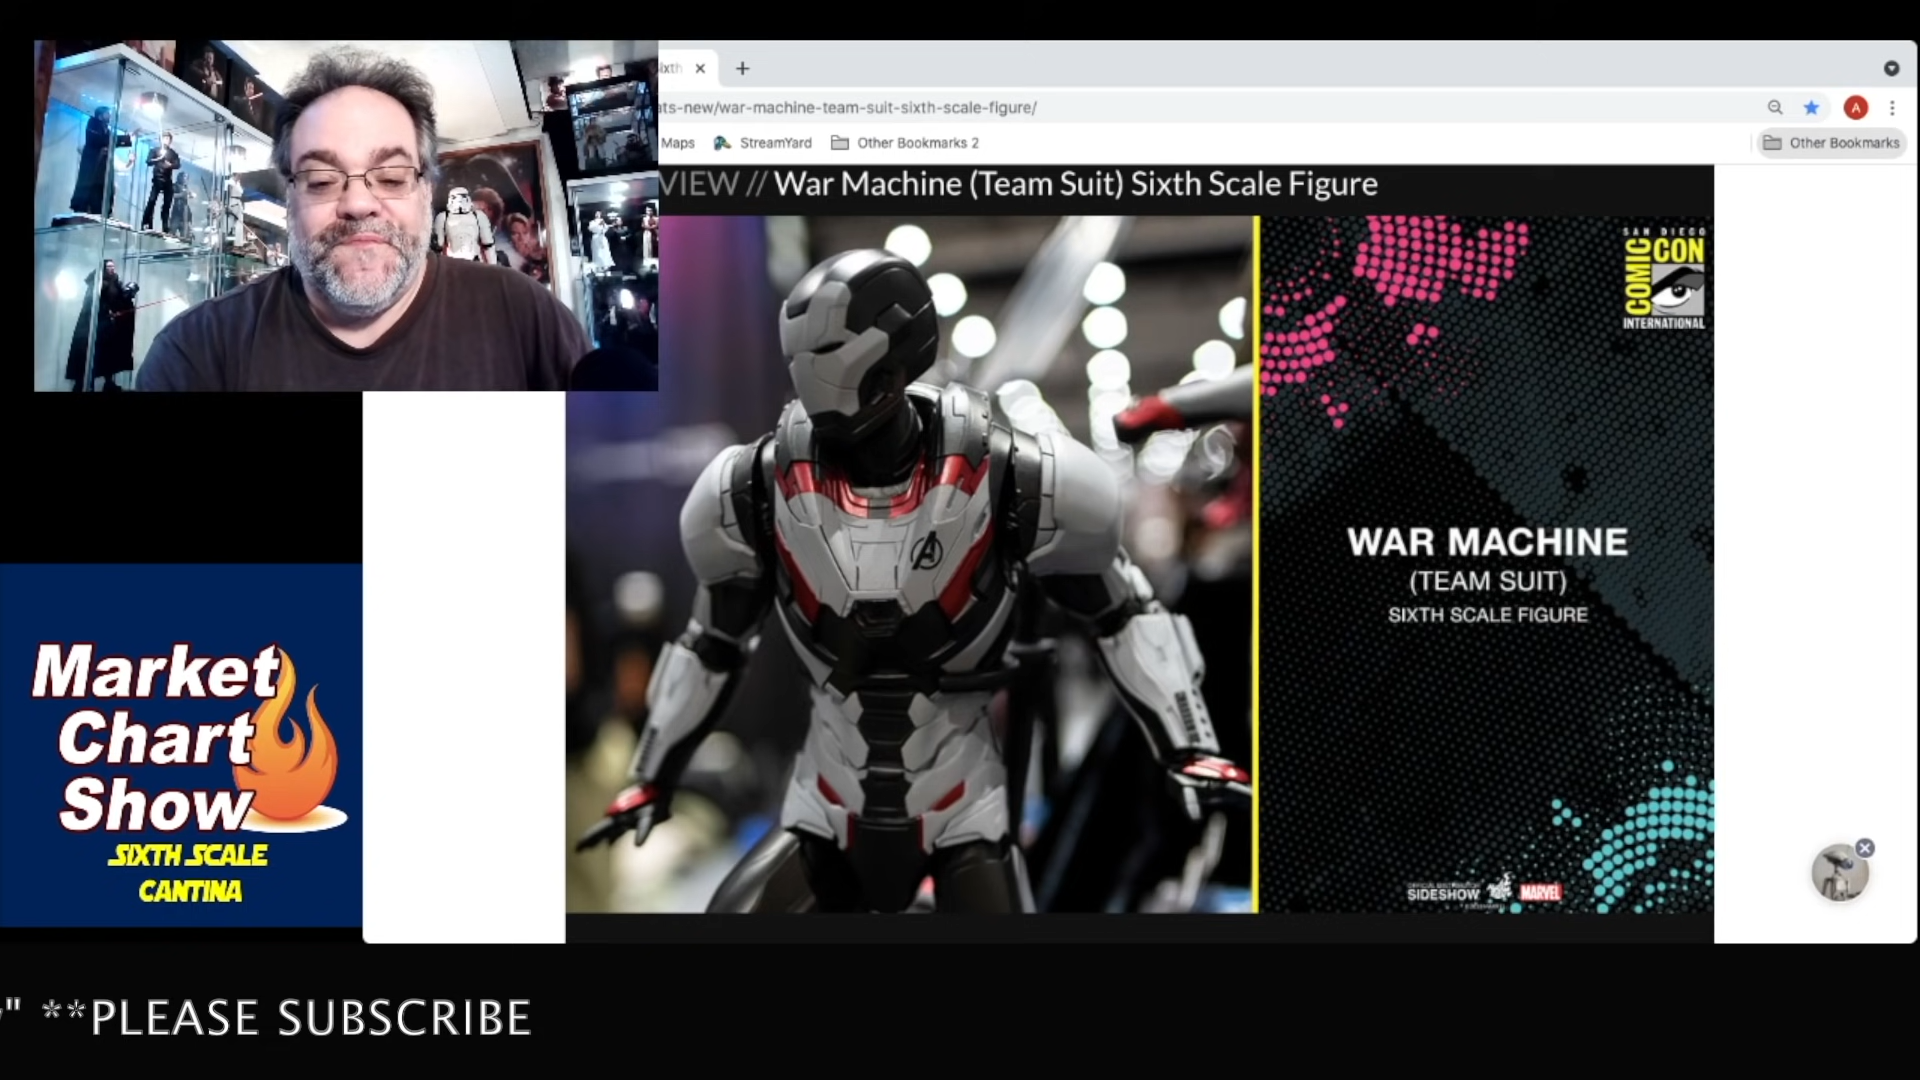 ixth
ats-new/war-machine-team-suit-sixth-scale-figure/
A
Maps
StreamYard
Other Bookmarks 2
Other Bookmarks
VIEW // War Machine (Team Suit) Sixth Scale Figure
SAN DIEGO
COMIC
CON
INTERNATIONAL
A
WAR MACHINE
(TEAM SUIT)
SIXTH SCALE FIGURE
SIDESHOW
MARVEL
Market
Chart
Show
SIXTH SCALE
CANTINA
" **PLEASE SUBSCRIBE